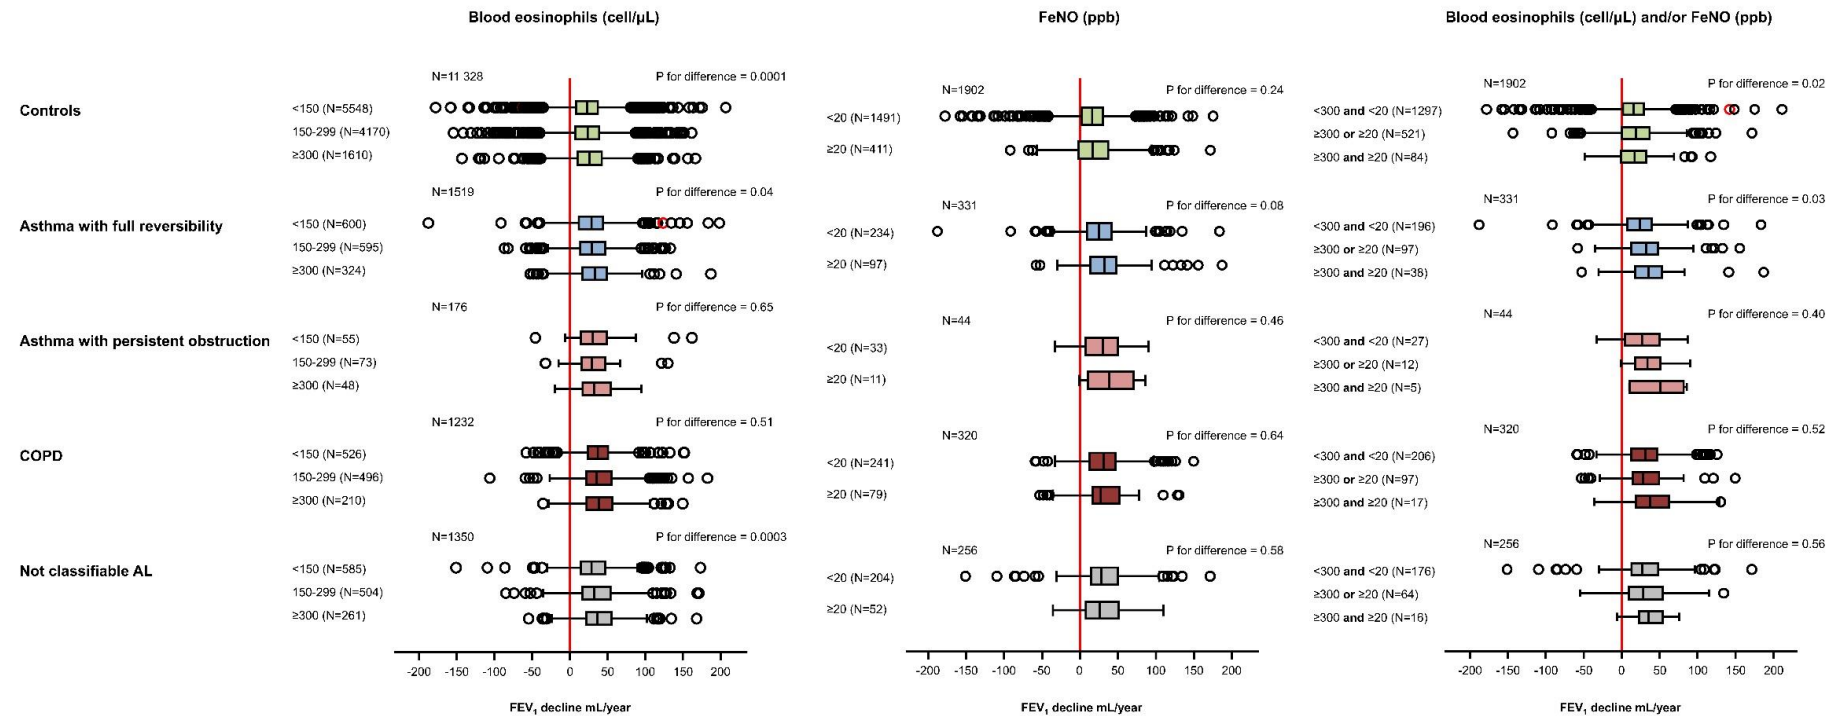 Blood eosinophils (cell/µL)
FeNO (ppb)
Blood eosinophils (cell/µL) and/or FeNO (ppb)
Controls
N=11 328
P for difference = 0.0001
<150 (N=5548)
150-299 (N=4170)
≥300 (N=1610)
N=1902
P for difference = 0.24
<20 (N=1491)
≥20 (N=411)
N=1902
P for difference = 0.02
<300 and <20 (N=1297)
≥300 or ≥20 (N=521)
≥300 and ≥20 (N=84)
Asthma with full reversibility
N=1519
P for difference = 0.04
<150 (N=600)
150-299 (N=595)
≥300 (N=324)
N=331
P for difference = 0.08
<20 (N=234)
≥20 (N=97)
N=331
P for difference = 0.03
<300 and <20 (N=196)
≥300 or ≥20 (N=97)
≥300 and ≥20 (N=38)
Asthma with persistent obstruction
N=176
P for difference = 0.65
<150 (N=55)
150-299 (N=73)
≥300 (N=48)
N=44
P for difference = 0.46
<20 (N=33)
≥20 (N=11)
N=44
P for difference = 0.40
<300 and <20 (N=27)
≥300 or ≥20 (N=12)
≥300 and ≥20 (N=5)
COPD
N=1232
P for difference = 0.51
<150 (N=526)
150-299 (N=496)
≥300 (N=210)
N=320
P for difference = 0.64
<20 (N=241)
≥20 (N=79)
N=320
P for difference = 0.52
<300 and <20 (N=206)
≥300 or ≥20 (N=97)
≥300 and ≥20 (N=17)
Not classifiable AL
N=1350
P for difference = 0.0003
<150 (N=585)
150-299 (N=504)
≥300 (N=261)
N=256
P for difference = 0.58
<20 (N=204)
≥20 (N=52)
N=256
P for difference = 0.56
<300 and <20 (N=176)
≥300 or ≥20 (N=64)
≥300 and ≥20 (N=16)
-200 -150 -100 -50 0 50 100 150 200
-200 -150 -100 -50 0 50 100 150 200
-200 -150 -100 -50 0 50 100 150 200
FEV1 decline mL/year
FEV1 decline mL/year
FEV1 decline mL/year